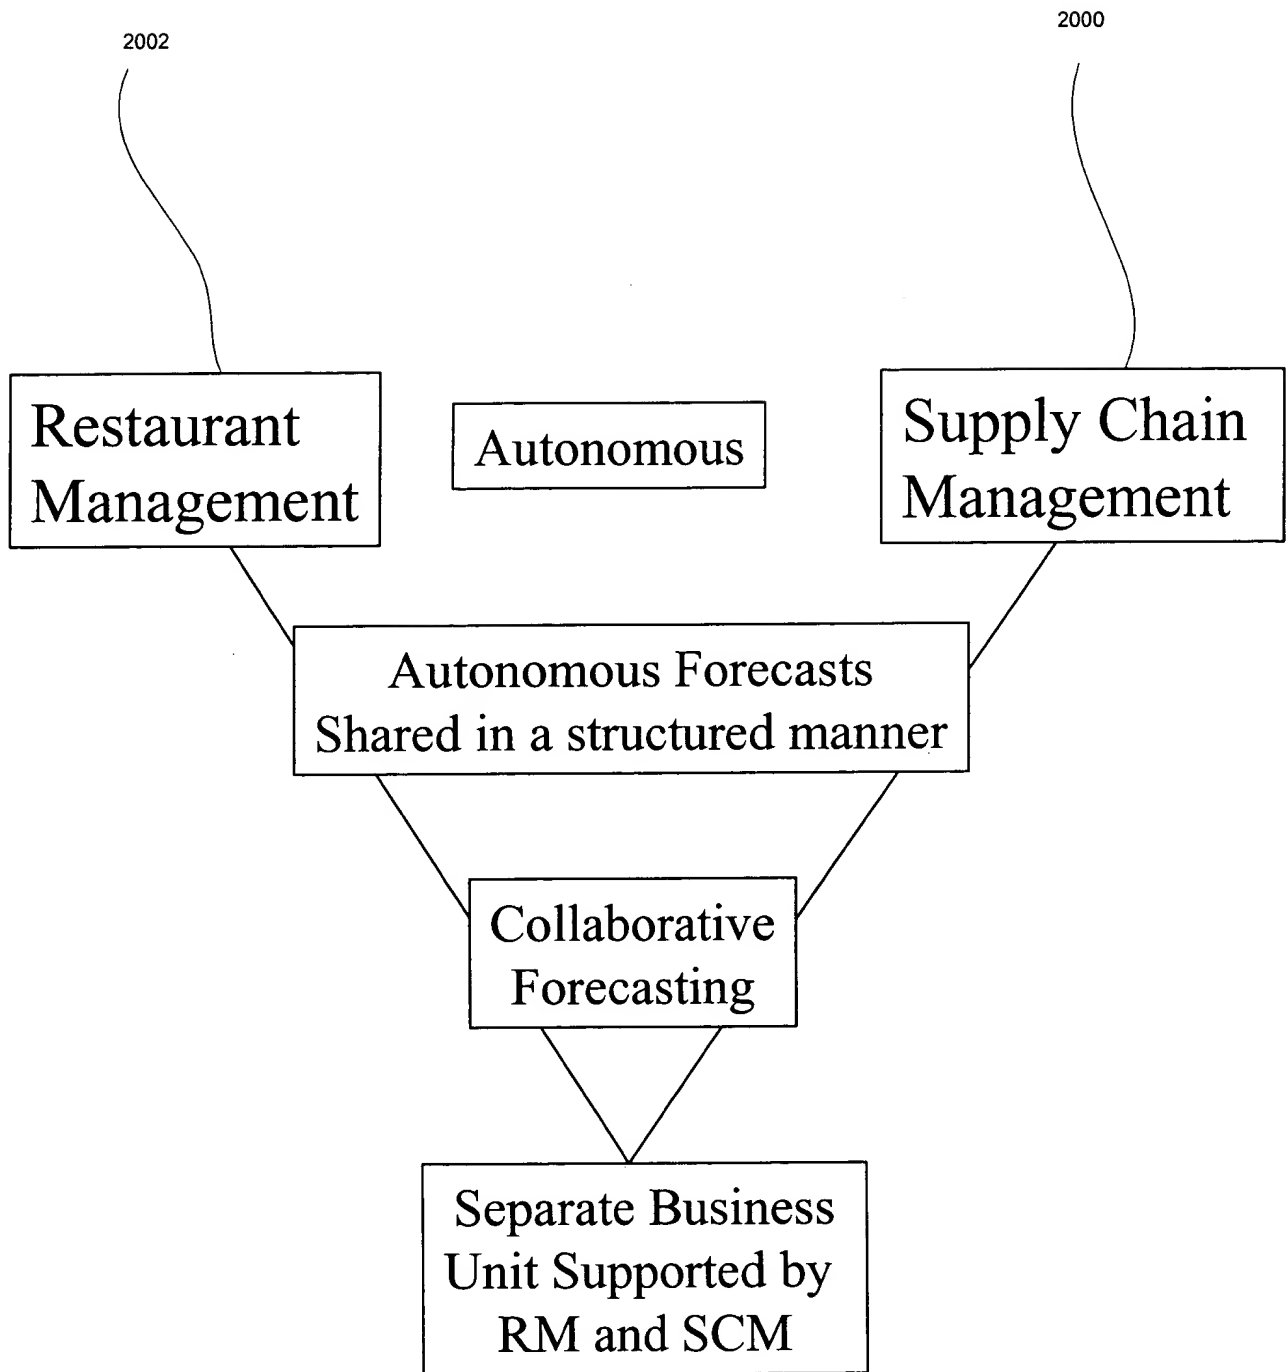 2002
2000
Restaurant
Management
Autonomous
Supply Chain
Management
Autonomous Forecasts
Shared in a structured manner
Collaborative
Forecasting
Separate Business
Unit Supported by
RM and SCM